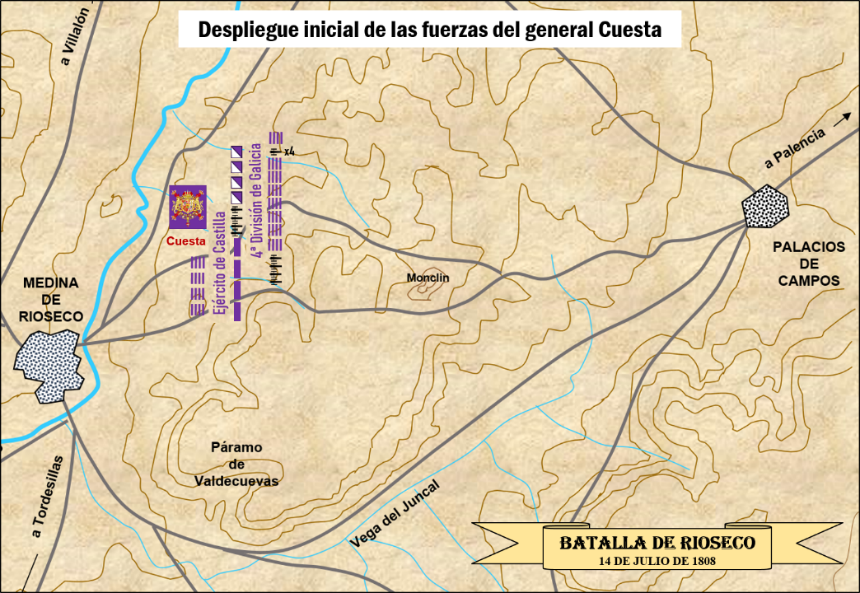 Despliegue inicial de las fuerzas del general Cuesta
a Villalón
a Palencia
x4
4ª División de Galicia
Ejército de Castilla
Cuesta
MEDINA
DE
RIOSECO
Monclin
PALACIOS
DE
CAMPOS
Páramo
de
Valdecuevas
a Tordesillas
Vega del Juncal
BATALLA DE RIOSECO
14 DE JULIO DE 1808